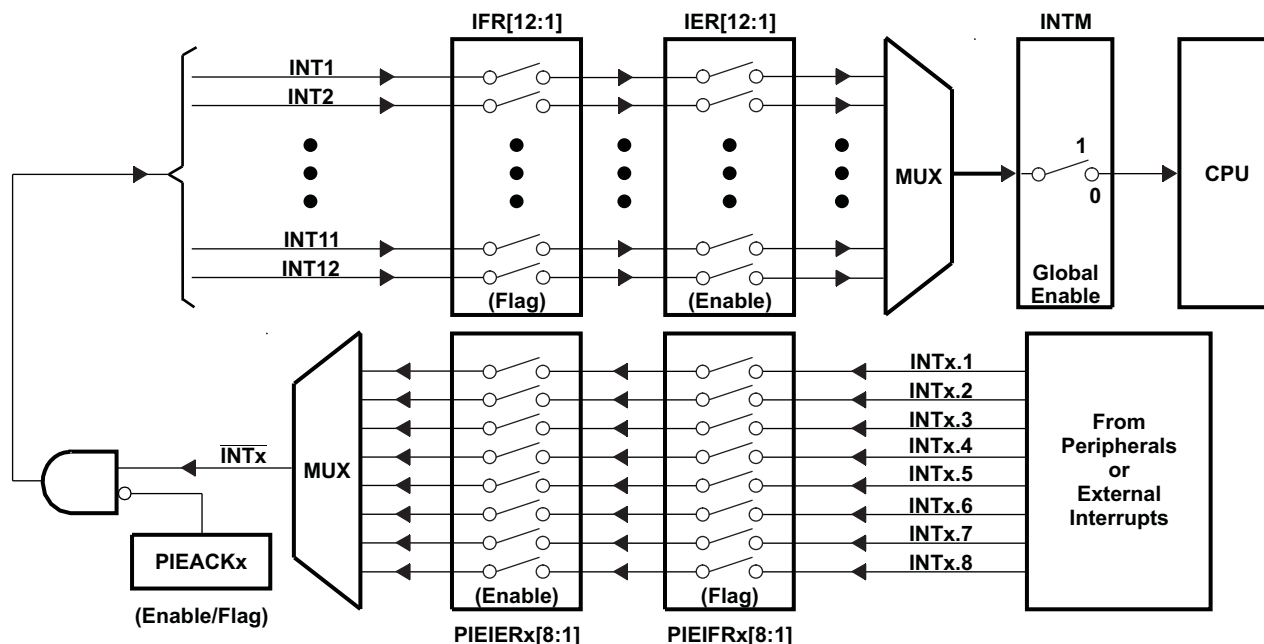 IFR[12:1]
IER[12:1]
INTM
INT1
INT2
INT11
INT12
(Flag)
(Enable)
MUX
1
0
Global
Enable
CPU
INTx.1
INTx.2
INTx.3
INTx.4
INTx.5
INTx.6
INTx.7
INTx.8
From
Peripherals
or
External
Interrupts
INTx
MUX
PIEACKx
(Enable/Flag)
(Enable)
(Flag)
PIEIERx[8:1]
PIEIFRx[8:1]